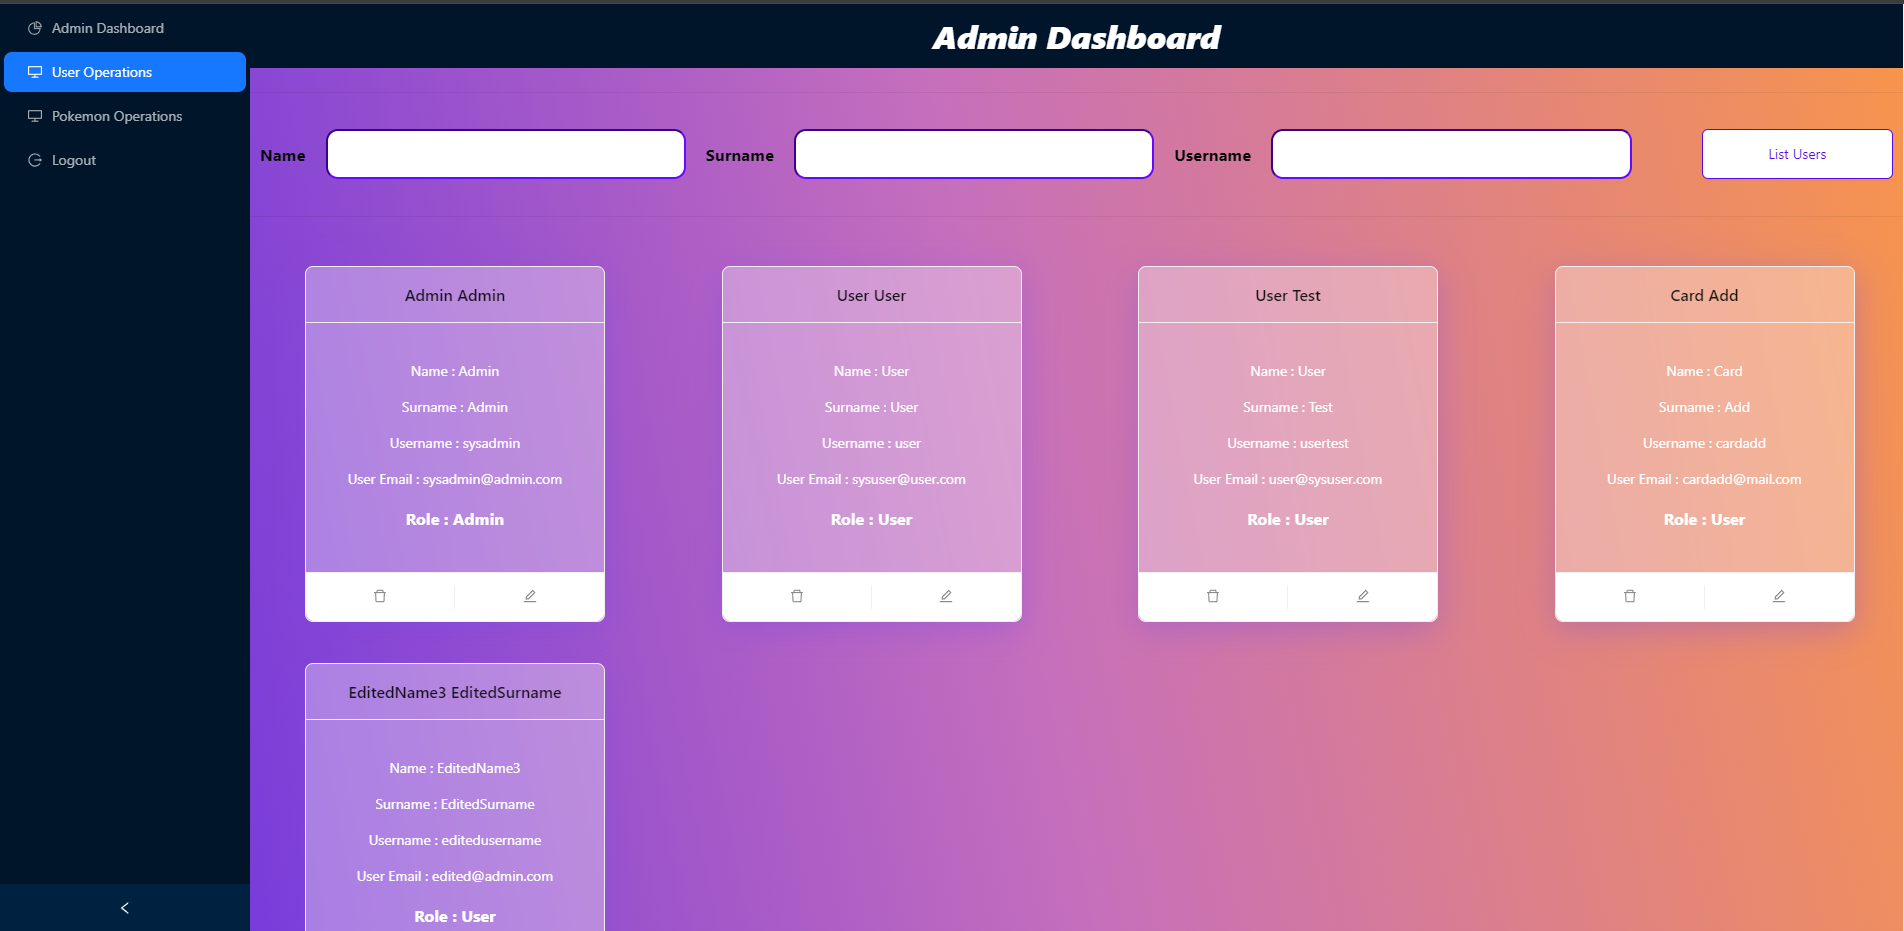 Admin Dashboard
User Operations
Pokemon Operations
Logout
Admin Dashboard
Name
Surname
Username
List Users
Admin Admin
Name : Admin
Surname : Admin
Username : sysadmin
User Email : sysadmin@admin.com
Role : Admin
User User
Name : User
Surname : User
Username : user
User Email : sysuser@user.com
Role : User
User Test
Name : User
Surname : Test
Username : usertest
User Email : user@sysuser.com
Role : User
Card Add
Name : Card
Surname : Add
Username : cardadd
User Email : cardadd@mail.com
Role : User
EditedName3 EditedSurname
Name : EditedName3
Surname : EditedSurname
Username : editedusername
User Email : edited@admin.com
Role : User